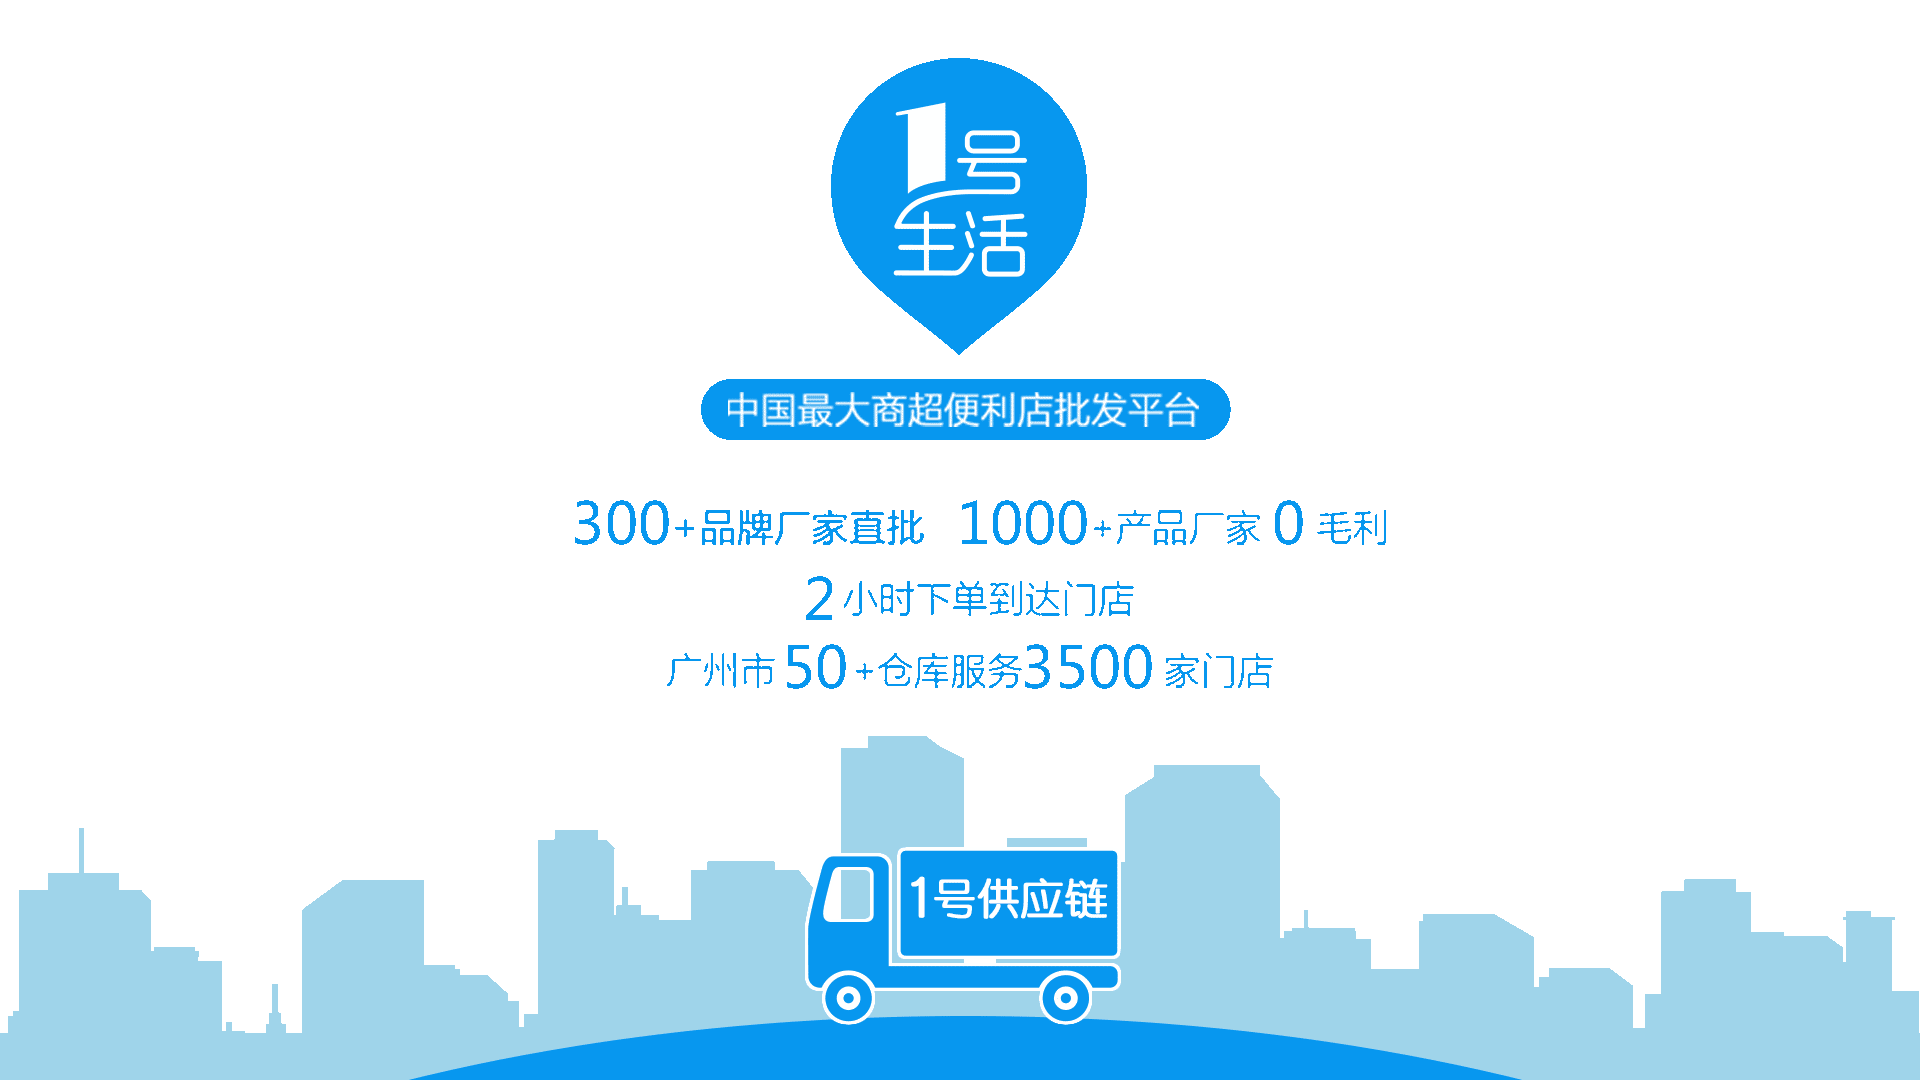 1号
生活
中国最大商超便利店批发平台
300+品牌厂家直批 1000+产品厂家0毛利
2小时下单到达门店
广州市50+仓库服务3500家门店
1号供应链